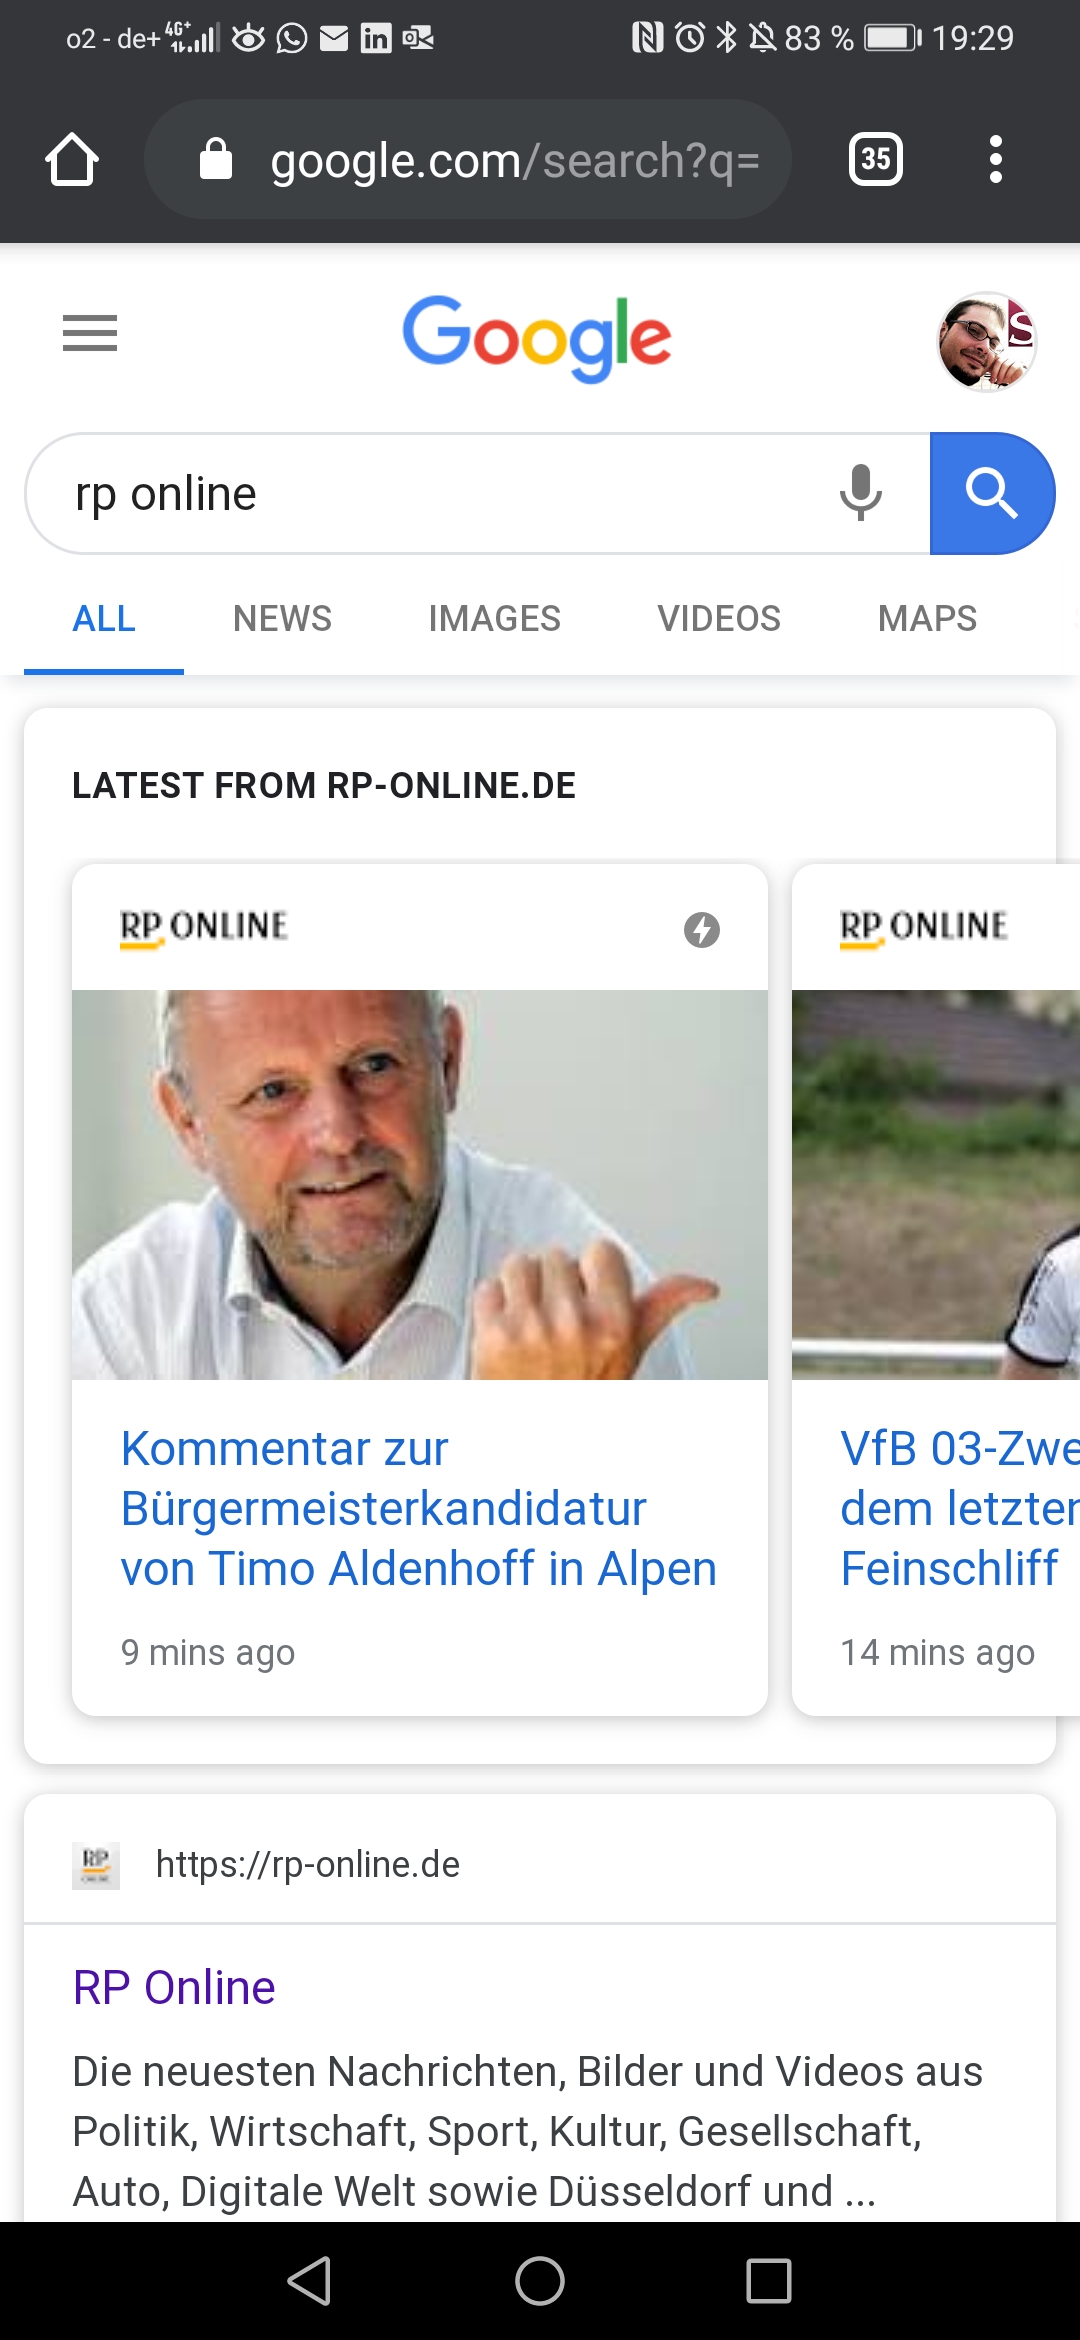 o2 - de+ 4G+ 83 % 19:29
google.com/search?q= 35
Google
S
rp online
ALL NEWS IMAGES VIDEOS MAPS
LATEST FROM RP-ONLINE.DE
RP ONLINE
Kommentar zur
Bürgermeisterkandidatur
von Timo Aldenhoff in Alpen
9 mins ago
RP ONLINE
VfB 03-Zwe
dem letzter
Feinschliff
14 mins ago
RP https://rp-online.de
RP Online
Die neuesten Nachrichten, Bilder und Videos aus
Politik, Wirtschaft, Sport, Kultur, Gesellschaft,
Auto, Digitale Welt sowie Düsseldorf und ...